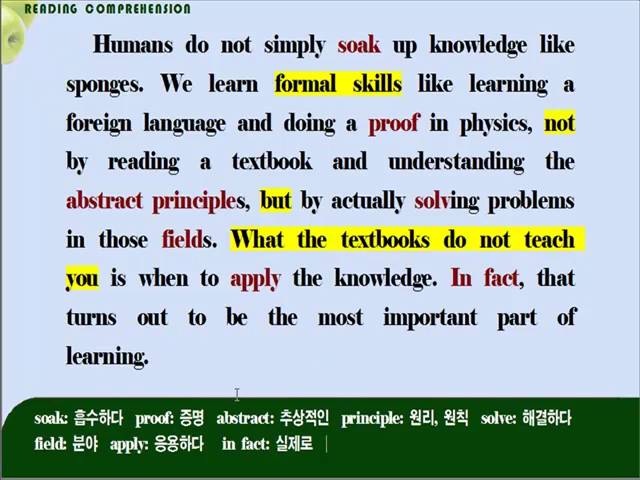 READING COMPREHENSION
Humans do not simply soak up knowledge like
sponges. We learn formal skills like learning a
foreign language and doing a proof in physics, not
by reading a textbook and understanding the
abstract principles, but by actually solving problems
in those fields. What the textbooks do not teach
you is when to apply the knowledge. In fact, that
turns out to be the most important part of
learning.
soak: 흡수하다 proof: 증명 abstract: 추상적인 principle: 원리, 원칙 solve: 해결하다
field: 분야 apply: 응용하다 in fact: 실제로